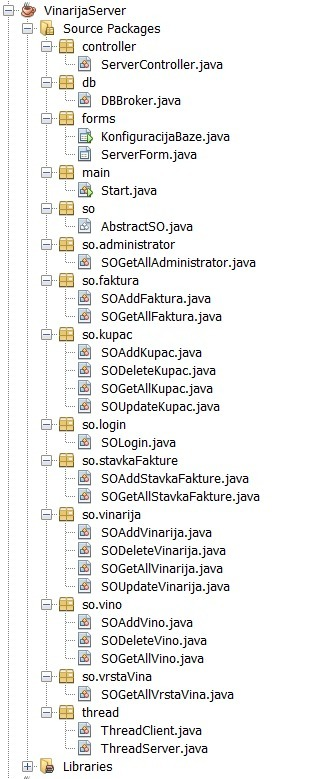 VinarijaServer
Source Packages
controller
ServerController.java
db
DBBroker.java
forms
KonfiguracijaBaze.java
ServerForm.java
main
Start.java
so
AbstractSO.java
so.administrator
SOGetAllAdministrator.java
so.faktura
SOAddFaktura.java
SOGetAllFaktura.java
so.kupac
SOAddKupac.java
SODeleteKupac.java
SOGetAllKupac.java
SOUpdateKupac.java
so.login
SOLogin.java
so.stavkaFakture
SOAddStavkaFakture.java
SOGetAllStavkaFakture.java
so.vinarija
SOAddVinarija.java
SODeleteVinarija.java
SOGetAllVinarija.java
SOUpdateVinarija.java
so.vino
SOAddVino.java
SODeleteVino.java
SOGetAllVino.java
so.vrstaVina
SOGetAllVrstaVina.java
thread
ThreadClient.java
ThreadServer.java
Libraries